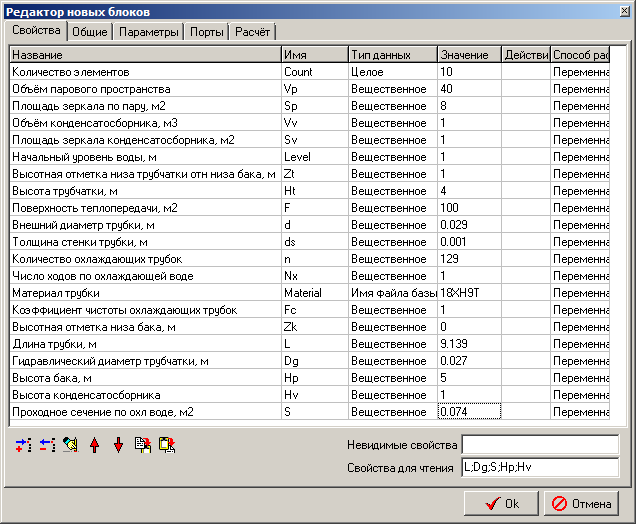 Редактор новых блоков
Свойства Общие Параметры Порты Расчёт
Название Имя Тип данных Значение Действи Способ рас
Количество элементов Count Целое 10 Переменна
Объём парового пространства Vp Вещественное 40 Переменна
Площадь зеркала по пару, м2 Sp Вещественное 8 Переменна
Объём конденсатосборника, м3 Vv Вещественное 1 Переменна
Площадь зеркала конденсатосборника, м2 Sv Вещественное 1 Переменна
Начальный уровень воды, м Level Вещественное 1 Переменна
Высотная отметка низа трубчатки отн низа бака, м Zt Вещественное 1 Переменна
Высота трубчатки, м Ht Вещественное 4 Переменна
Поверхность теплопередачи, м2 F Вещественное 100 Переменна
Внешний диаметр трубки, м d Вещественное 0.029 Переменна
Толщина стенки трубки, м ds Вещественное 0.001 Переменна
Количество охлаждающих трубок n Вещественное 129 Переменна
Число ходов по охлаждающей воде Nx Вещественное 1 Переменна
Материал трубки Material Имя файла базы 18ХН9Т Переменна
Коэффициент чистоты охлаждающих трубок Fc Вещественное 1 Переменна
Высотная отметка низа бака, м Zk Вещественное 0 Переменна
Длина трубки, м L Вещественное 9.139 Переменна
Гидравлический диаметр трубчатки, м Dg Вещественное 0.027 Переменна
Высота бака, м Hp Вещественное 5 Переменна
Высота конденсатосборника Hv Вещественное 1 Переменна
Проходное сечение по охл воде, м2 S Вещественное 0.074 Переменна
Невидимые свойства
Свойства для чтения L;Dg;S;Hp;Hv
Ok Отмена